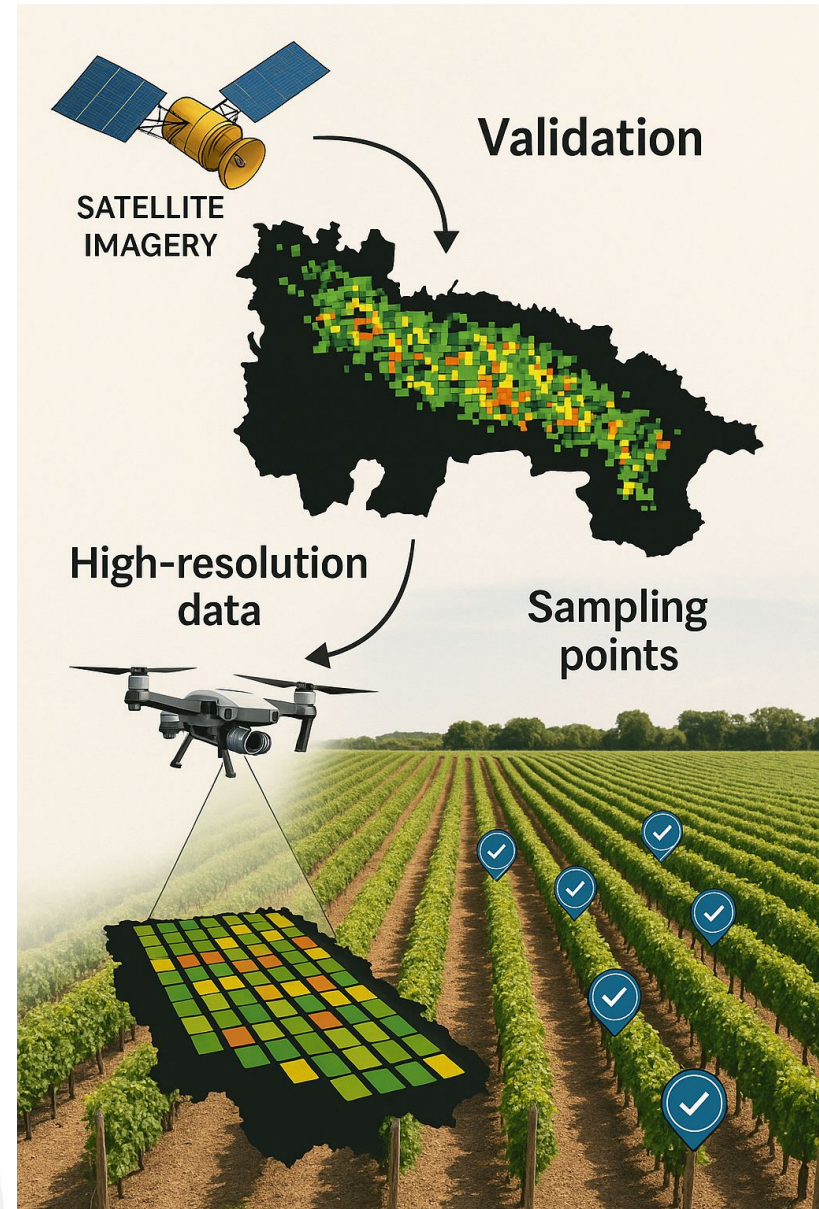 Validation
SATELLITE
IMAGERY
High-resolution
data
Sampling
points